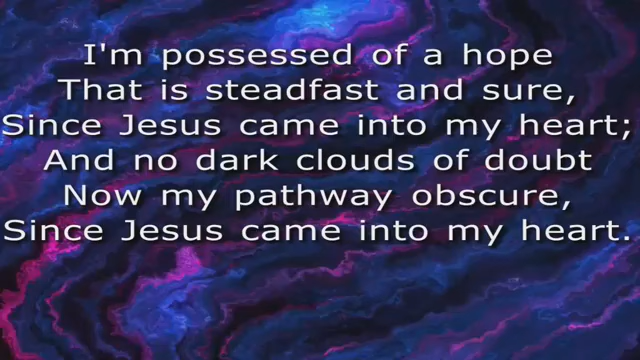 I'm possessed of a hope
That is steadfast and sure,
Since Jesus came into my heart;
And no dark clouds of doubt
Now my pathway obscure,
Since Jesus came into my heart.